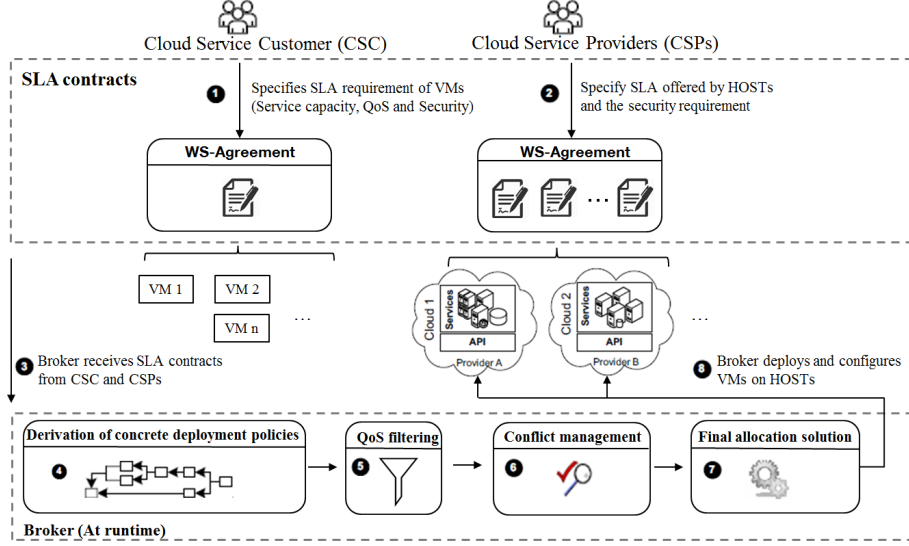 Cloud Service Customer (CSC)
Cloud Service Providers (CSPs)
SLA contracts
1
Specifies SLA requirement of VMs
(Service capacity, QoS and Security)
2
Specify SLA offered by HOSTs
and the security requirement
WS-Agreement
WS-Agreement
...
VM 1
VM 2
VM n
...
Cloud 1
Services
API
Provider A
Cloud 2
Services
API
Provider B
...
3
Broker receives SLA contracts
from CSC and CSPs
8
Broker deploys and configures
VMs on HOSTs
Derivation of concrete deployment policies
4
QoS filtering
5
Conflict management
6
Final allocation solution
7
Broker (At runtime)